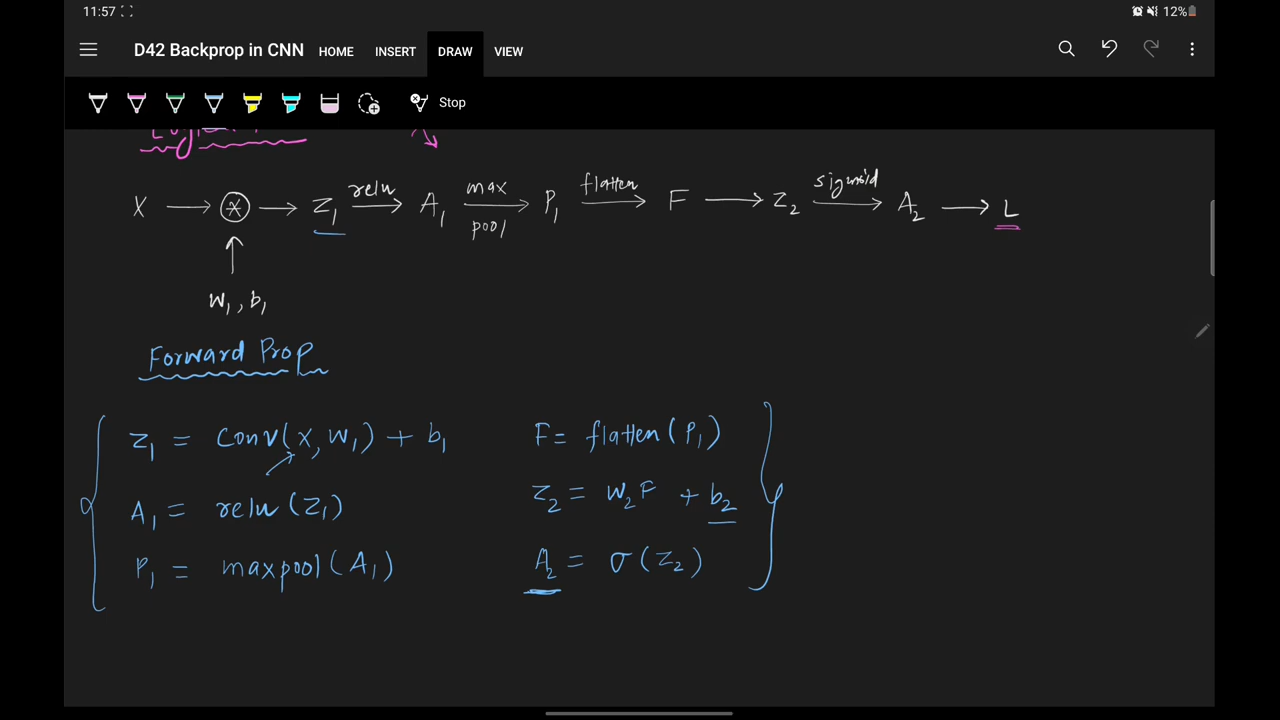 11:57
12%
D42 Backprop in CNN HOME INSERT DRAW VIEW
Stop
X → ⊛ → Z₁ relu → A₁ max pool → P₁ flatten → F → Z₂ sigmoid → A₂ → L
W₁, b₁
Forward Prop
Z₁ = Conv(X, W₁) + b₁
A₁ = relu(Z₁)
P₁ = maxpool(A₁)
F = flatten(P₁)
Z₂ = W₂F + b₂
A₂ = σ(Z₂)